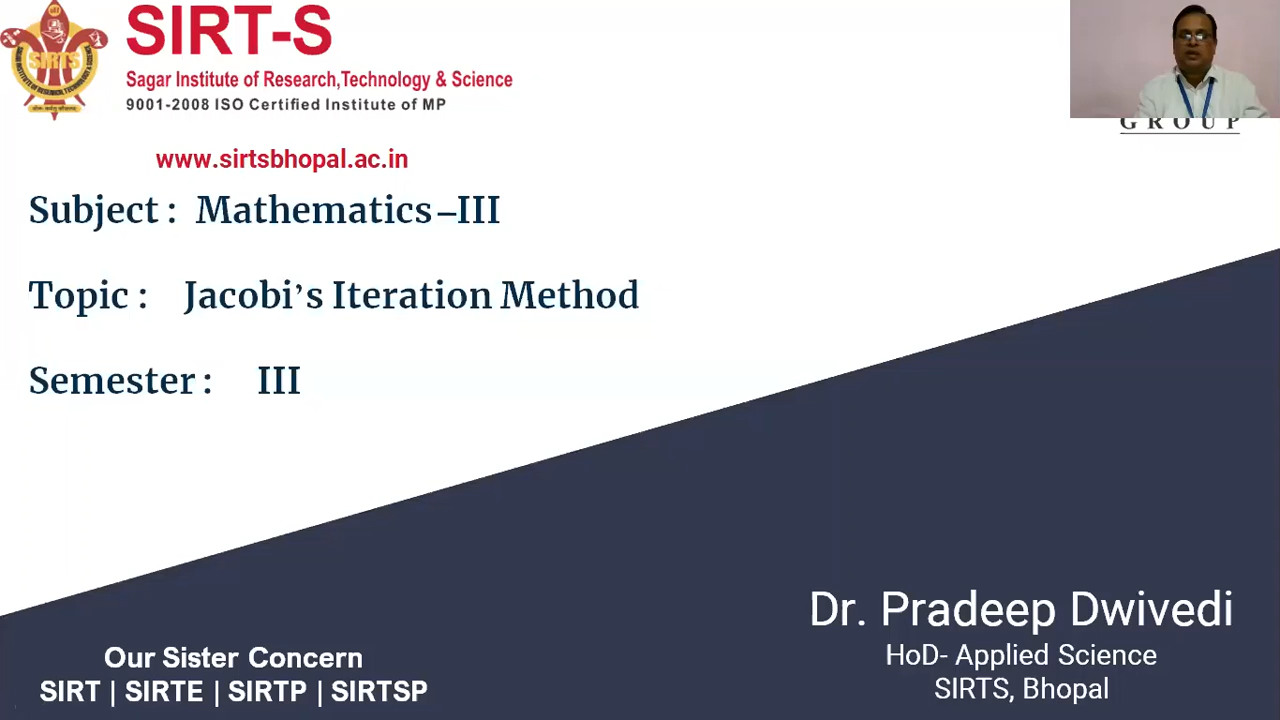 SIRT-S
Sagar Institute of Research,Technology & Science
9001-2008 ISO Certified Institute of MP
SIRTS
GROUP
www.sirtsbhopal.ac.in
Subject : Mathematics –III
Topic : Jacobi’s Iteration Method
Semester : III
Dr. Pradeep Dwivedi
HoD- Applied Science
SIRTS, Bhopal
Our Sister Concern
SIRT | SIRTE | SIRTP | SIRTSP